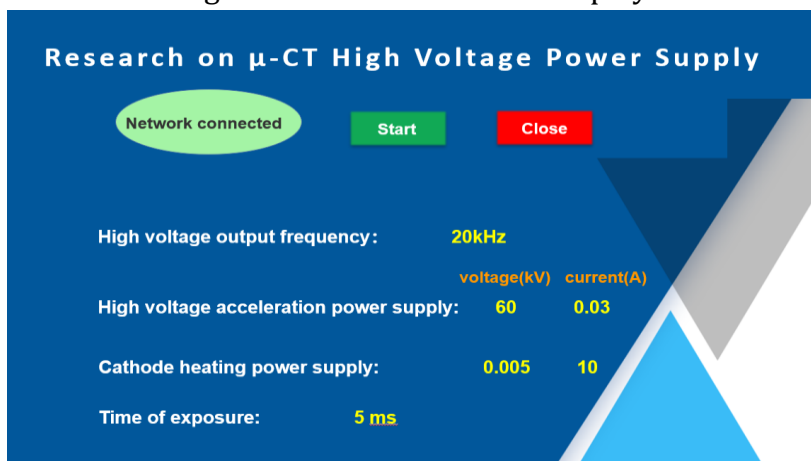 Research on μ-CT High Voltage Power Supply
Network connected
Start
Close
High voltage output frequency: 20kHz
voltage(kV) current(A)
High voltage acceleration power supply: 60 0.03
Cathode heating power supply: 0.005 10
Time of exposure: 5 ms